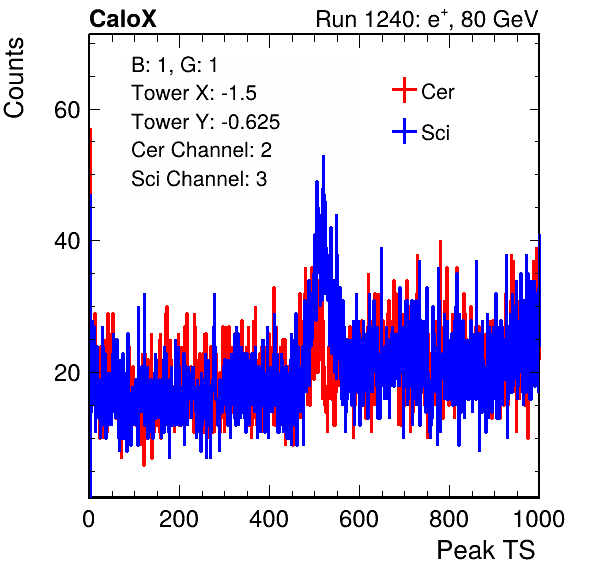 CaloX Run 1240: e⁺, 80 GeV
Counts
B: 1, G: 1
Tower X: -1.5
Tower Y: -0.625
Cer Channel: 2
Sci Channel: 3
Cer
Sci
60
40
20
0 200 400 600 800 1000
Peak TS